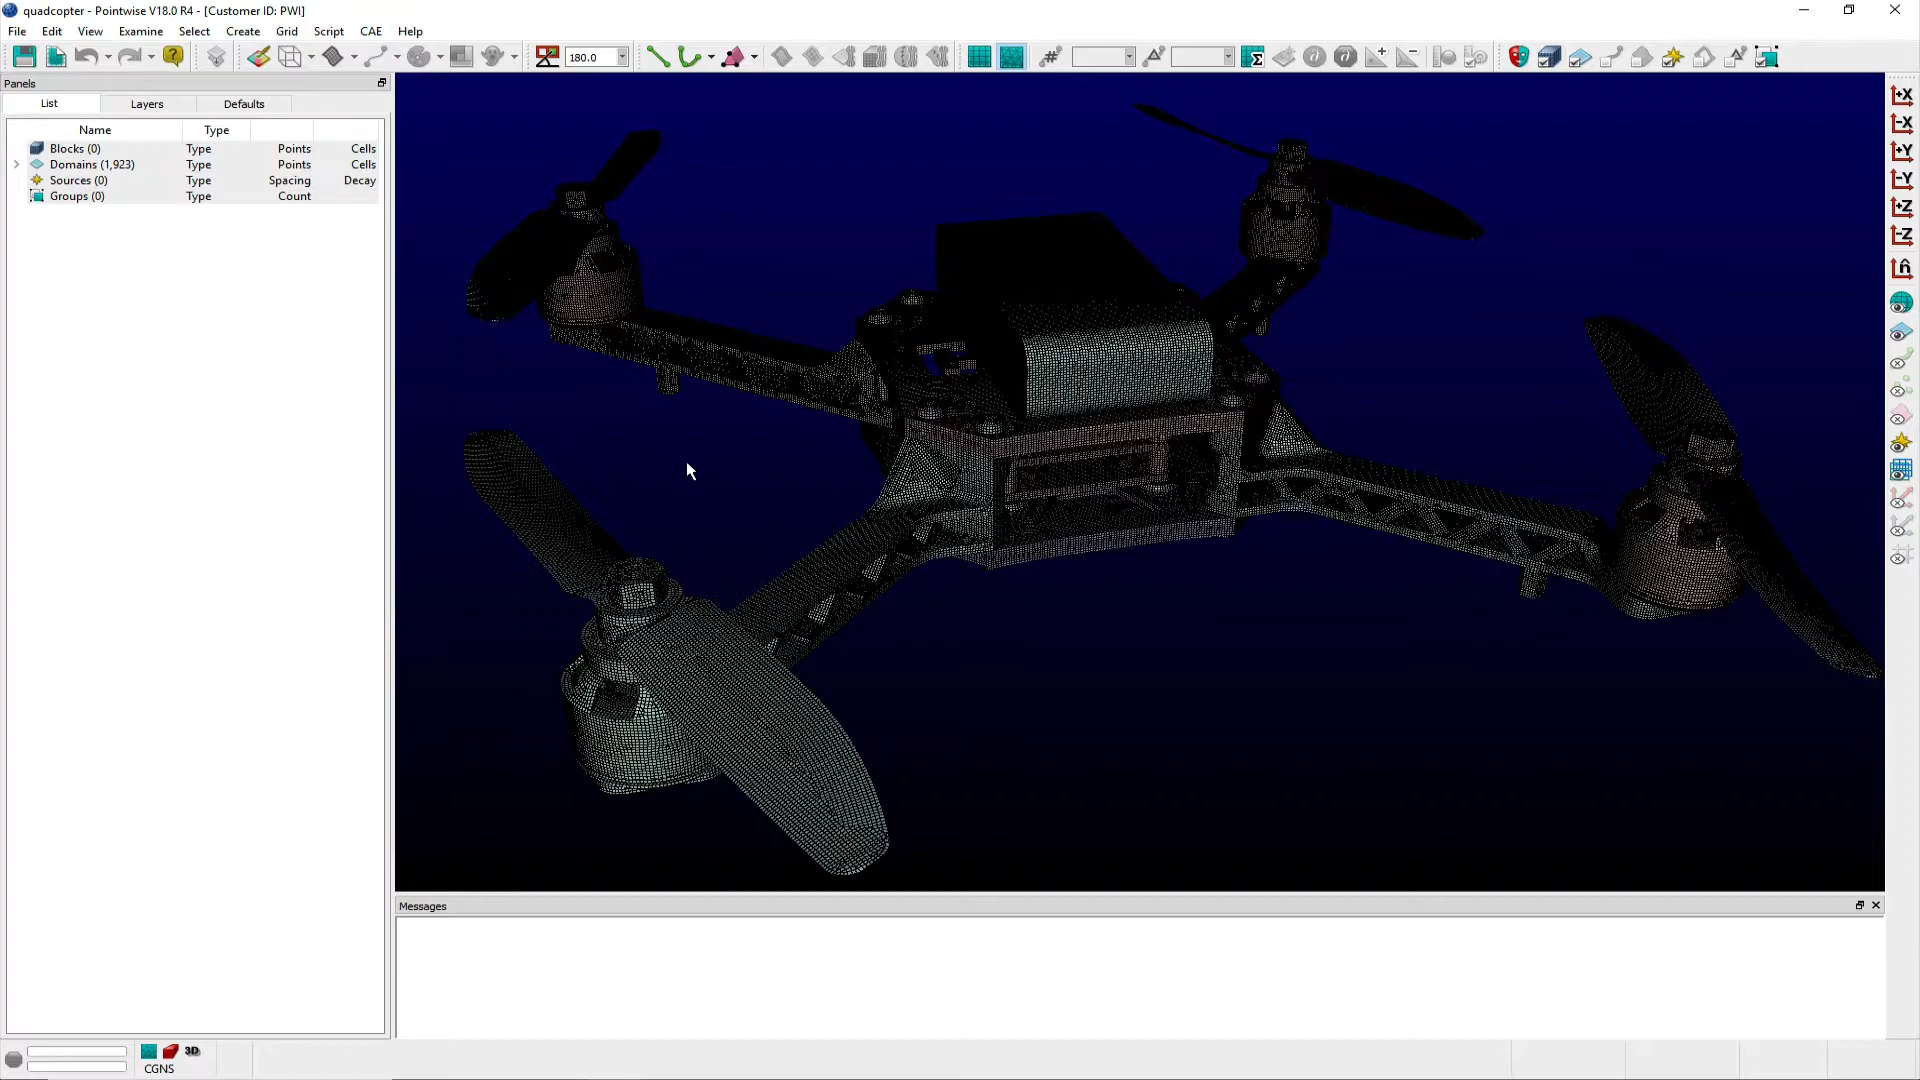 quadcopter - Pointwise V18.0 R4 - [Customer ID: PWI]
File Edit View Examine Select Create Grid Script CAE Help
180.0
Panels
List Layers Defaults
Name Type
Blocks (0) Type Points Cells
Domains (1,923) Type Points Cells
Sources (0) Type Spacing Decay
Groups (0) Type Count
+X
-X
+Y
-Y
+Z
-Z
n̂
Messages
3D
CGNS